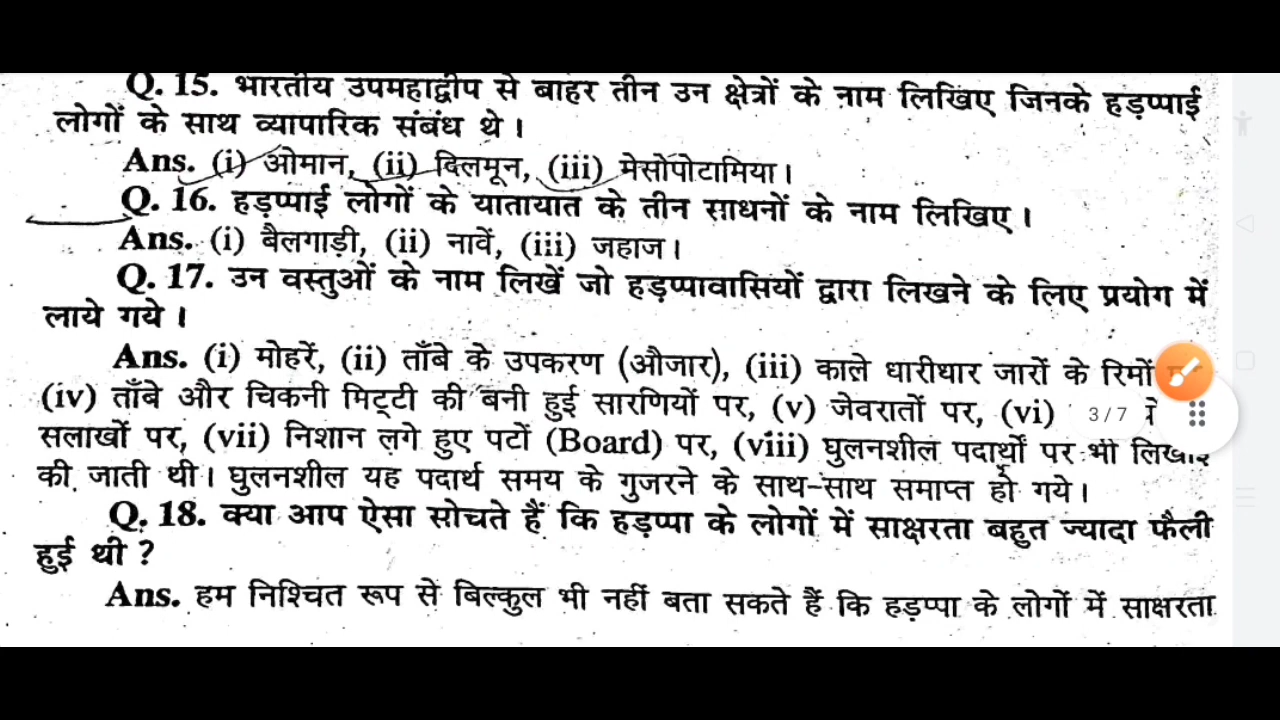 Q. 15. भारतीय उपमहाद्वीप से बाहर तीन उन क्षेत्रों के नाम लिखिए जिनके हड़प्पाई
लोगों के साथ व्यापारिक संबंध थे।
Ans. (i) ओमान, (ii) दिलमून, (iii) मेसोपोटामिया।
Q. 16. हड़प्पाई लोगों के यातायात के तीन साधनों के नाम लिखिए।
Ans. (i) बैलगाड़ी, (ii) नावें, (iii) जहाज।
Q. 17. उन वस्तुओं के नाम लिखें जो हड़प्पावासियों द्वारा लिखने के लिए प्रयोग में
लाये गये।
Ans. (i) मोहरें, (ii) ताँबे के उपकरण (औजार), (iii) काले धारीधार जारों के रिमों
(iv) ताँबे और चिकनी मिट्टी की बनी हुई सारणियों पर, (v) जेवरातों पर, (vi) 3/7
सलाखों पर, (vii) निशान लगे हुए पटों (Board) पर, (viii) घुलनशील पदार्थों पर भी लिखाई
की जाती थी। घुलनशील यह पदार्थ समय के गुजरने के साथ-साथ समाप्त हो गये।
Q. 18. क्या आप ऐसा सोचते हैं कि हड़प्पा के लोगों में साक्षरता बहुत ज्यादा फैली
हुई थी ?
Ans. हम निश्चित रूप से बिल्कुल भी नहीं बता सकते हैं कि हड़प्पा के लोगों में साक्षरता